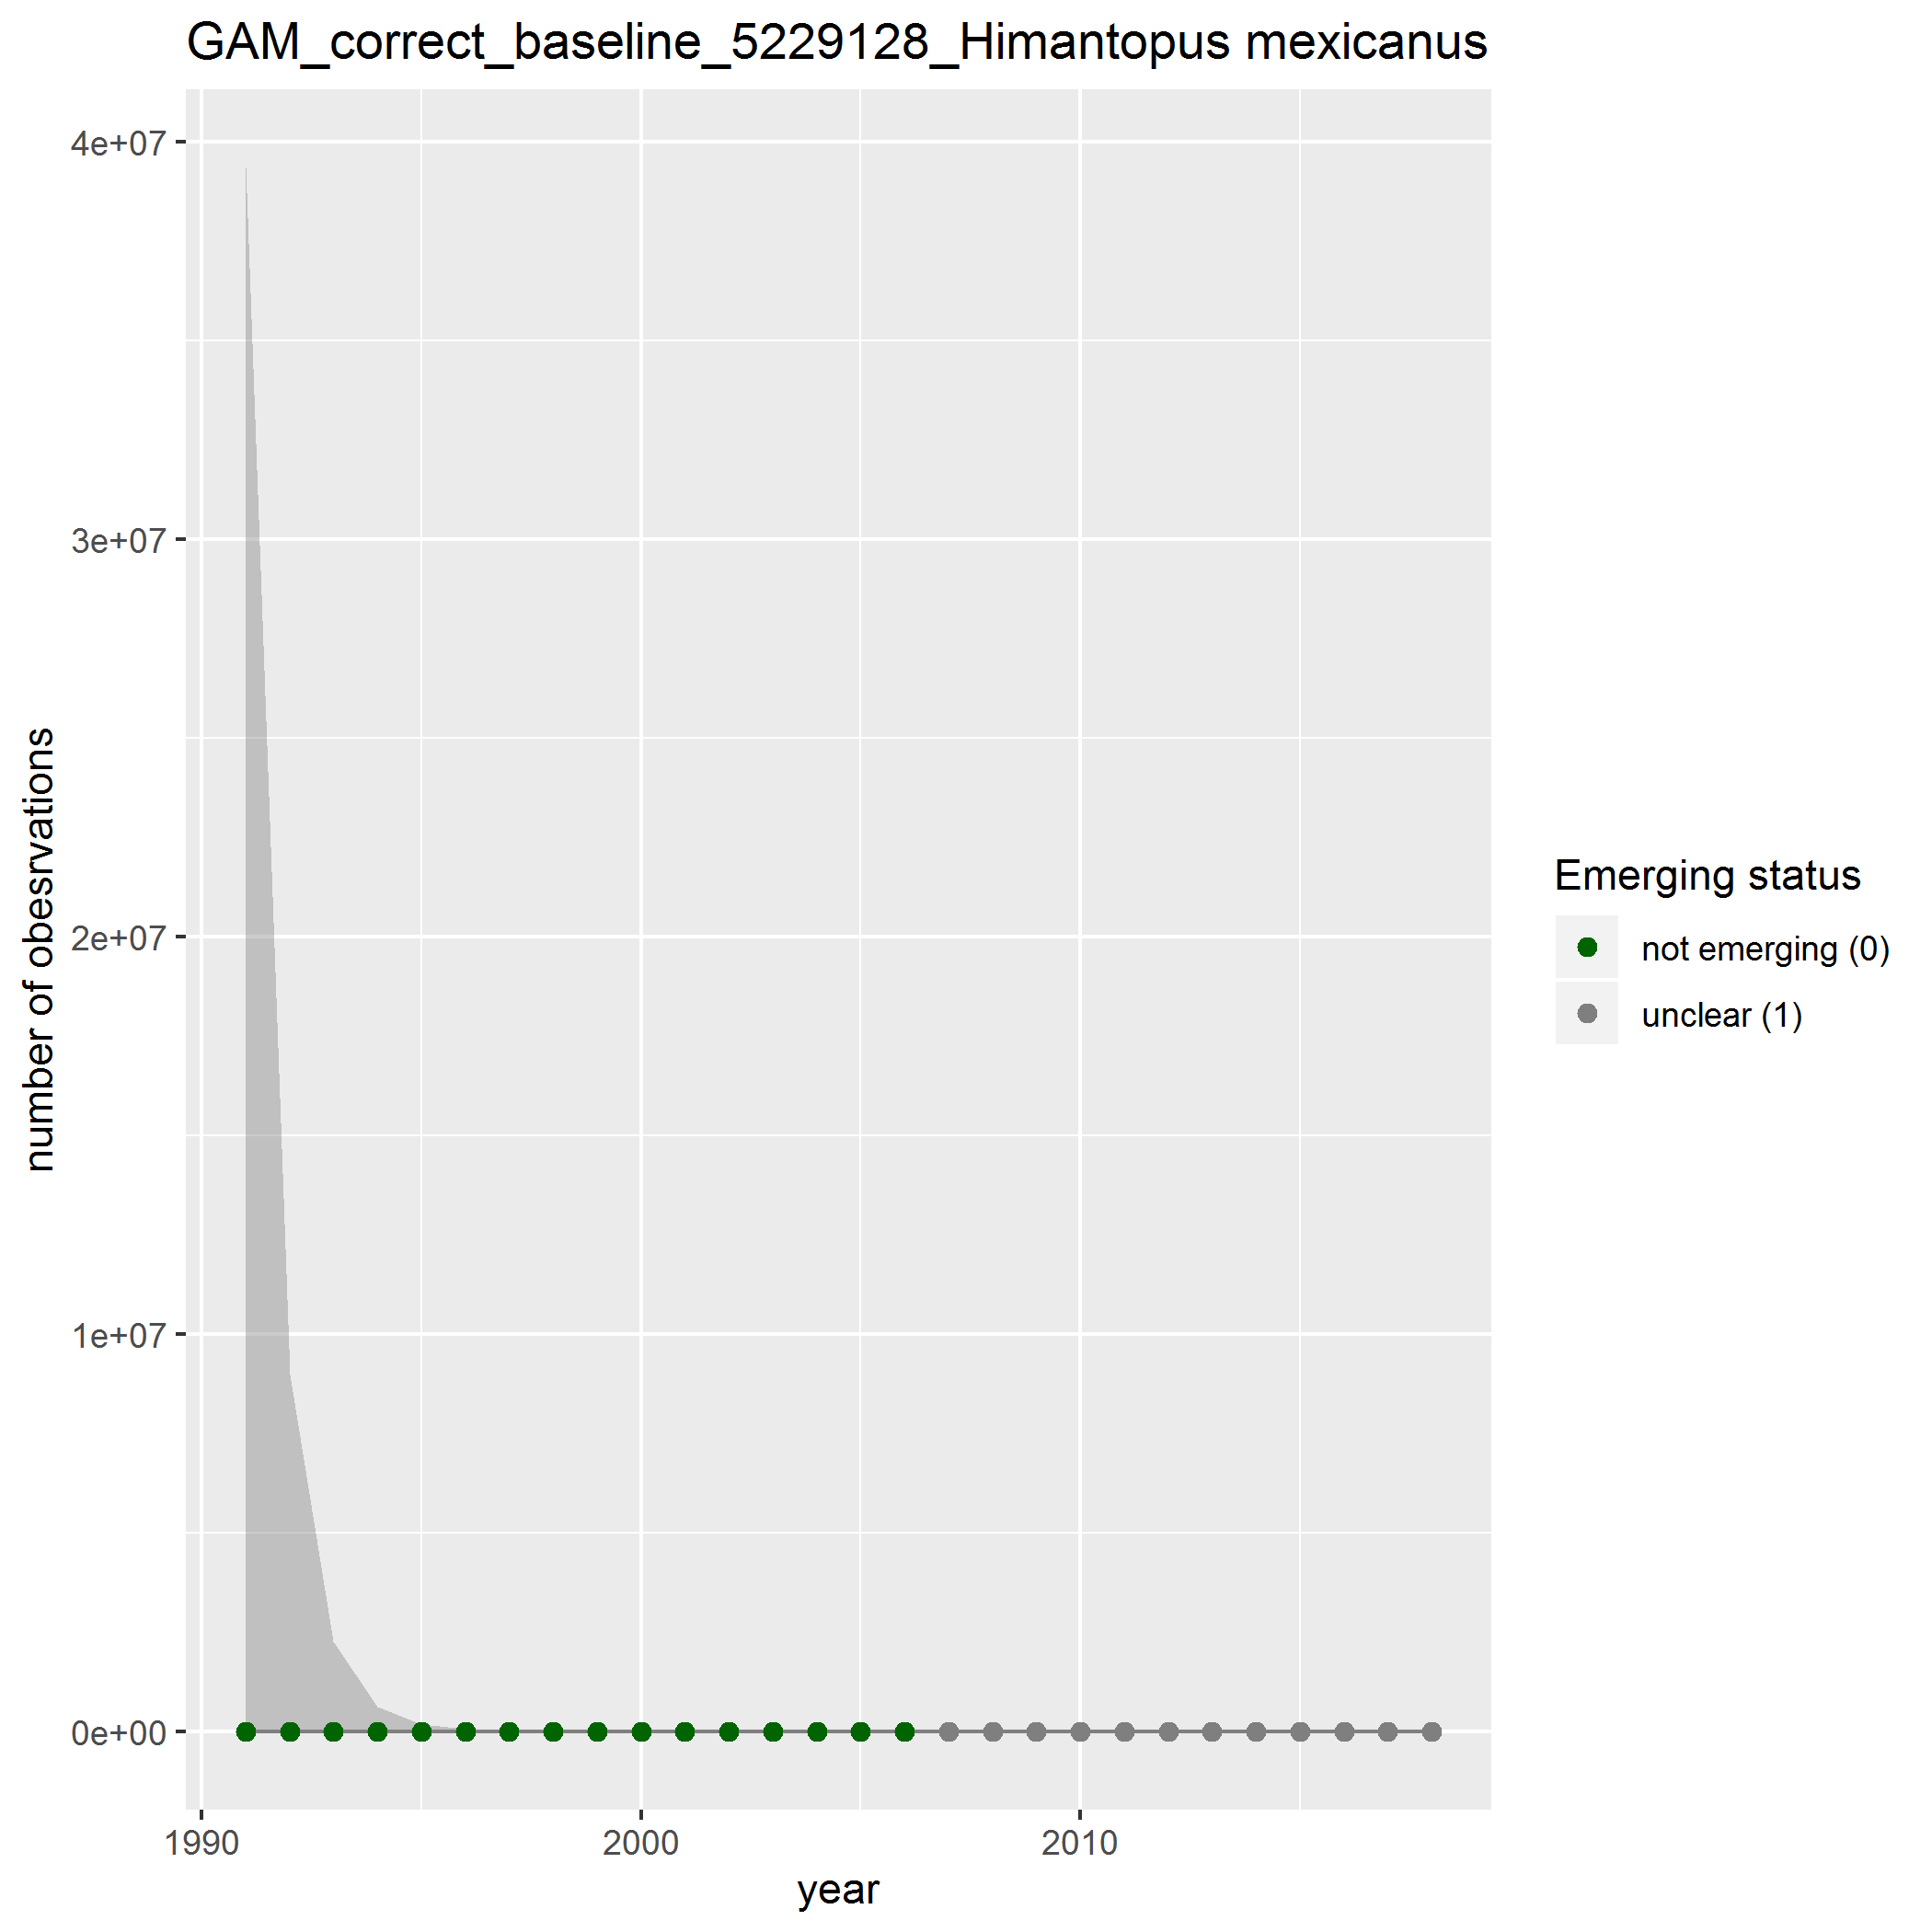 GAM_correct_baseline_5229128_Himantopus mexicanus
4e+07
3e+07
2e+07
1e+07
0e+00
number of obesrvations
1990
2000
2010
year
Emerging status
not emerging (0)
unclear (1)